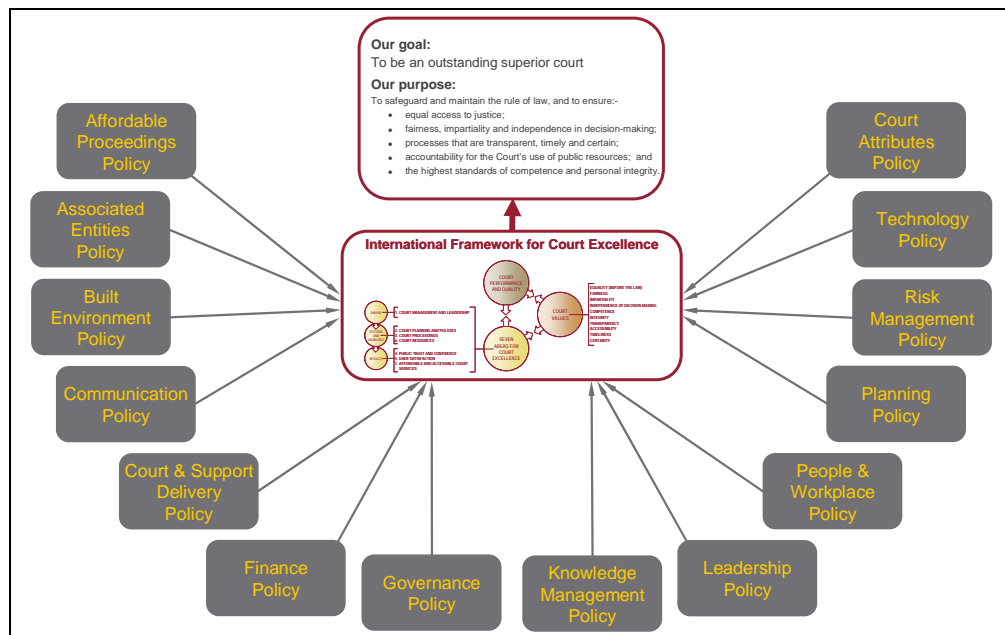 Our goal:
To be an outstanding superior court
Our purpose:
To safeguard and maintain the rule of law, and to ensure:-
• equal access to justice;
• fairness, impartiality and independence in decision-making;
• processes that are transparent, timely and certain;
• accountability for the Court's use of public resources; and
• the highest standards of competence and personal integrity.
Affordable
Proceedings
Policy
Associated
Entities
Policy
Built
Environment
Policy
Communication
Policy
Court & Support
Delivery
Policy
Finance
Policy
Governance
Policy
Knowledge
Management
Policy
Leadership
Policy
People &
Workplace
Policy
Planning
Policy
Risk
Management
Policy
Technology
Policy
Court
Attributes
Policy
International Framework for Court Excellence
COURT
PERFORMANCE
AND QUALITY
COURT
VALUES
SEVEN
AREAS FOR
COURT
EXCELLENCE
EQUALITY (BEFORE THE LAW)
FAIRNESS
IMPARTIALITY
INDEPENDENCE OF DECISION MAKING
COMPETENCE
INTEGRITY
TRANSPARENCY
ACCESSIBILITY
TIMELINESS
CERTAINTY
1. COURT MANAGEMENT AND LEADERSHIP
2. COURT PLANNING AND POLICIES
3. COURT PROCEEDINGS
COURT RESOURCES
PUBLIC TRUST AND CONFIDENCE
USER SATISFACTION
7. AFFORDABLE AND ACCESSIBLE COURT
SERVICES
RESULTS